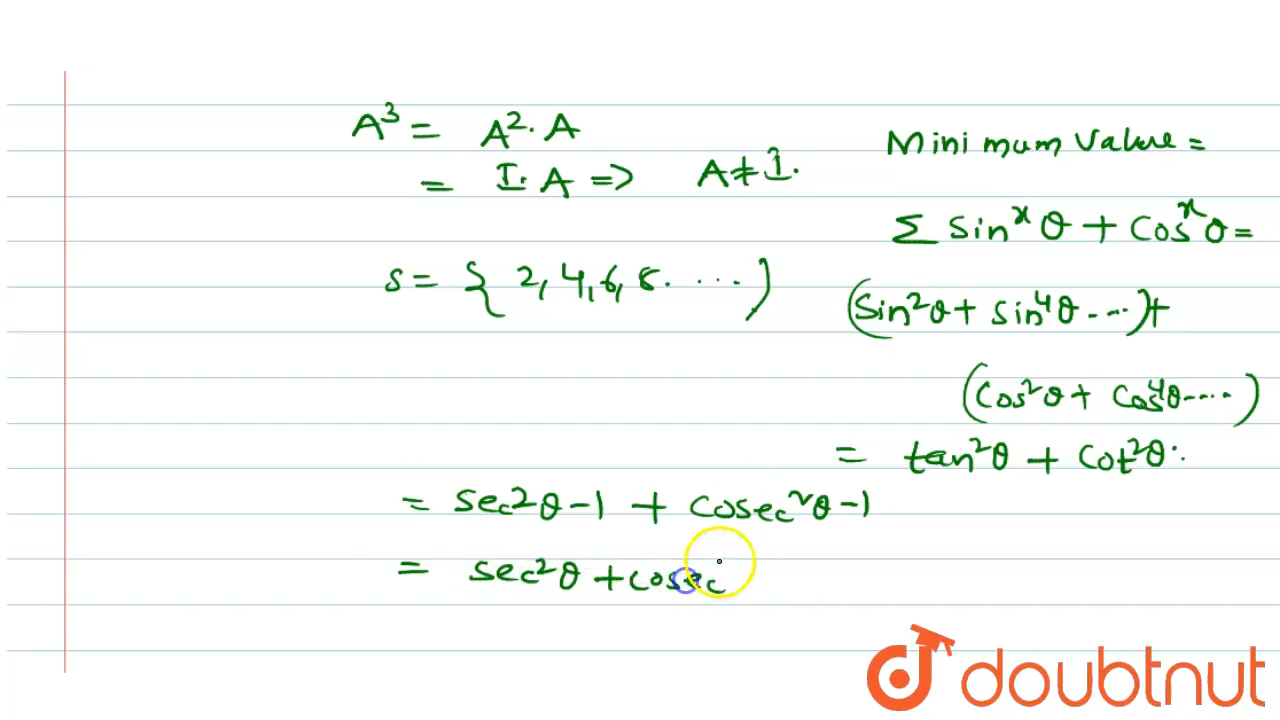 A³ = A²· A
= I· A => A ≠ I.
S = { 2, 4, 6, 8. ....}
Minimum Value =
Σ Sinˣ θ + Cosˣ θ =
(Sin²θ + sin⁴θ ----) +
(Cos²θ + Cos⁴θ ----)
= tan²θ + Cot²θ.
= Sec²θ -1 + Cosec²θ -1
= Sec²θ + cosec
doubtnut